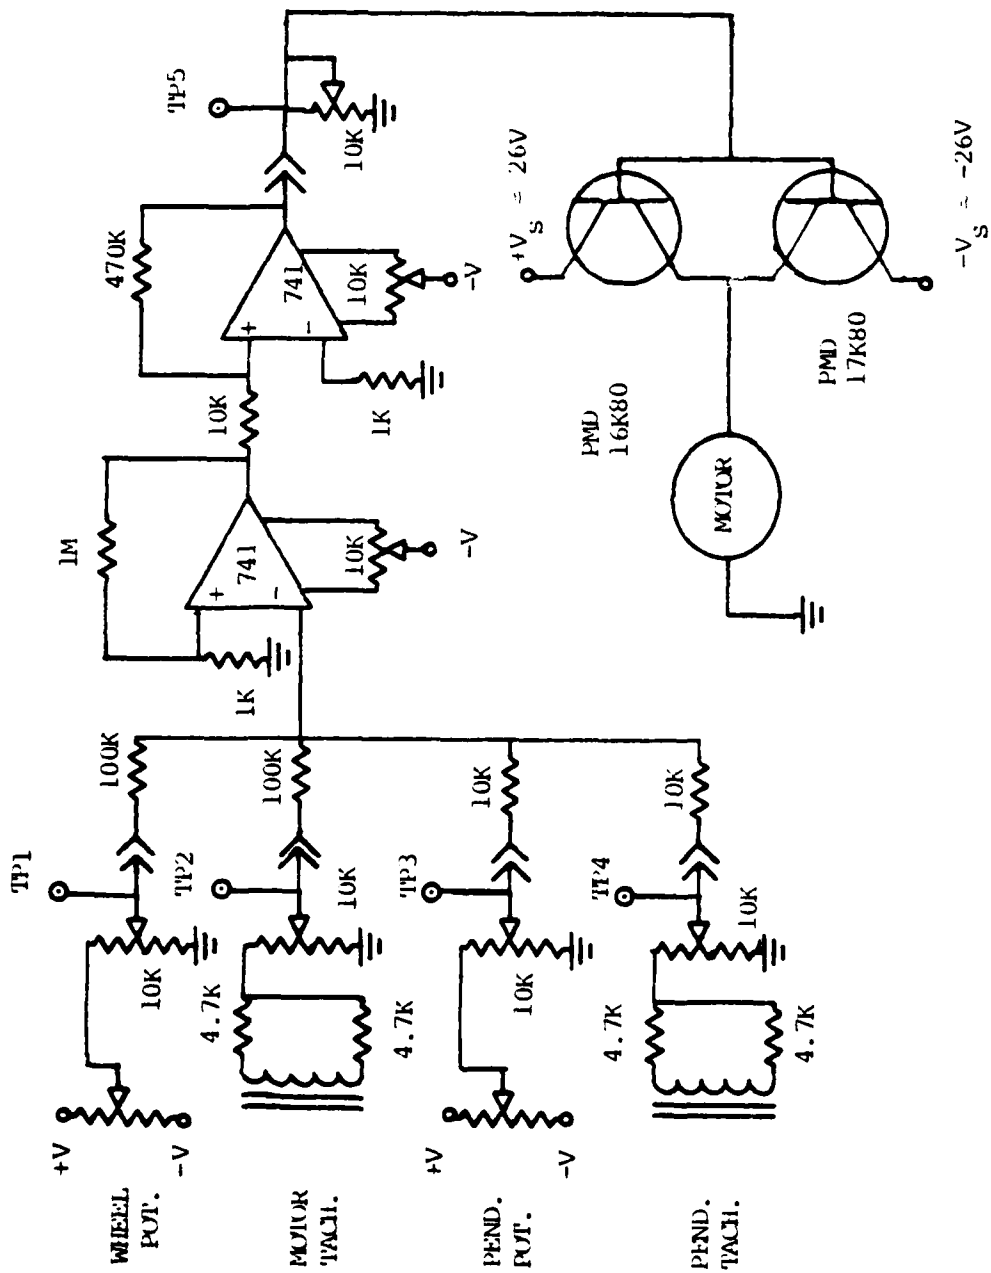 WHEEL
POT.
+V
-V
10K
TP1
100K
MOTOR
TACH.
4.7K
4.7K
10K
TP2
100K
PEND.
POT.
+V
-V
10K
TP3
10K
PEND.
TACH.
4.7K
4.7K
10K
TP4
10K
1K
1M
+
-
741
10K
-V
10K
1K
470K
+
-
741
10K
-V
TP5
10K
+V
S
≈ 26V
PMD
16K80
PMD
17K80
-V
S
≈ -26V
MOTOR